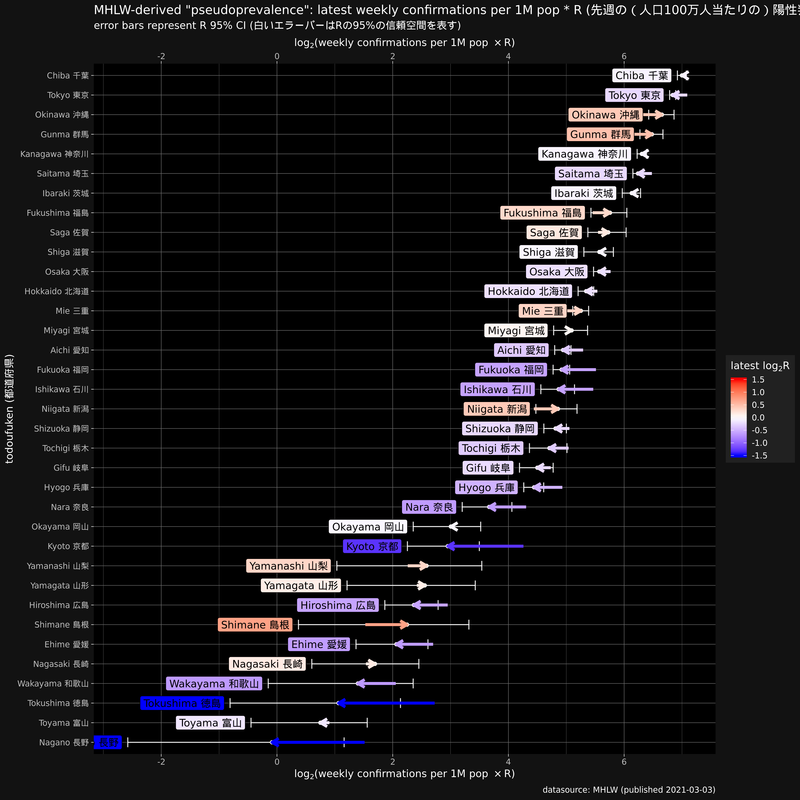 MHLW-derived "pseudoprevalence": latest weekly confirmations per 1M pop * R (先週の ( 人口100万人当たりの ) 陽性
error bars represent R 95% CI (白いエラーバーはRの95%の信頼空間を表す)
log2(weekly confirmations per 1M pop × R)
-2 0 2 4 6
todoufuken (都道府県)
Chiba 千葉 Chiba 千葉
Tokyo 東京 Tokyo 東京
Okinawa 沖縄 Okinawa 沖縄
Gunma 群馬 Gunma 群馬
Kanagawa 神奈川 Kanagawa 神奈川
Saitama 埼玉 Saitama 埼玉
Ibaraki 茨城 Ibaraki 茨城
Fukushima 福島 Fukushima 福島
Saga 佐賀 Saga 佐賀
Shiga 滋賀 Shiga 滋賀
Osaka 大阪 Osaka 大阪
Hokkaido 北海道 Hokkaido 北海道
Mie 三重 Mie 三重
Miyagi 宮城 Miyagi 宮城
Aichi 愛知 Aichi 愛知
Fukuoka 福岡 Fukuoka 福岡
Ishikawa 石川 Ishikawa 石川
Niigata 新潟 Niigata 新潟
Shizuoka 静岡 Shizuoka 静岡
Tochigi 栃木 Tochigi 栃木
Gifu 岐阜 Gifu 岐阜
Hyogo 兵庫 Hyogo 兵庫
Nara 奈良 Nara 奈良
Okayama 岡山 Okayama 岡山
Kyoto 京都 Kyoto 京都
Yamanashi 山梨 Yamanashi 山梨
Yamagata 山形 Yamagata 山形
Hiroshima 広島 Hiroshima 広島
Shimane 島根 Shimane 島根
Ehime 愛媛 Ehime 愛媛
Nagasaki 長崎 Nagasaki 長崎
Wakayama 和歌山 Wakayama 和歌山
Tokushima 徳島 Tokushima 徳島
Toyama 富山 Toyama 富山
Nagano 長野 長野
-2 0 2 4 6
log2(weekly confirmations per 1M pop × R)
latest log2R
1.5
1.0
0.5
0.0
-0.5
-1.0
-1.5
datasource: MHLW (published 2021-03-03)